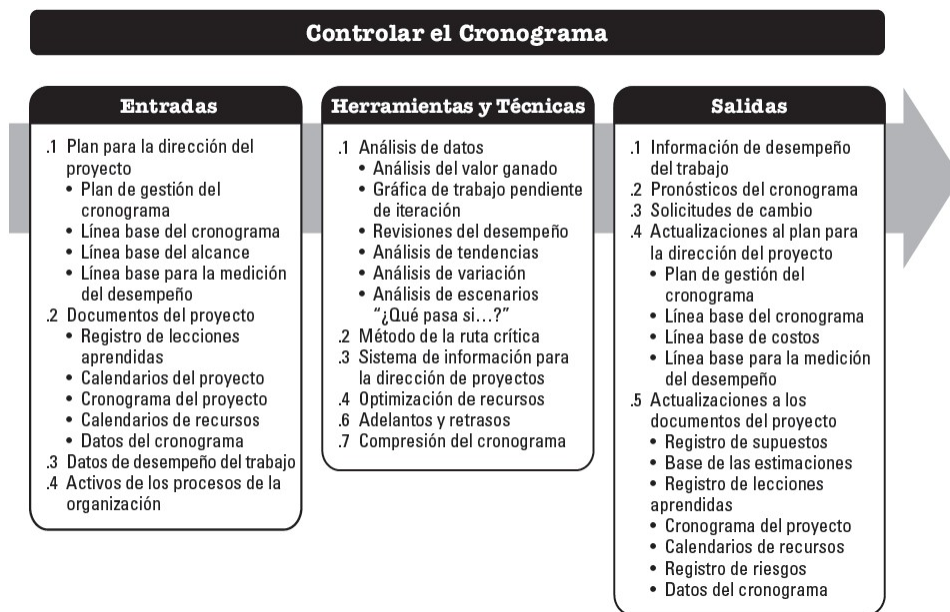 Controlar el Cronograma
Entradas
.1 Plan para la dirección del
proyecto
• Plan de gestión del
cronograma
• Línea base del cronograma
• Línea base del alcance
• Línea base para la medición
del desempeño
.2 Documentos del proyecto
• Registro de lecciones
aprendidas
• Calendarios del proyecto
• Cronograma del proyecto
• Calendarios de recursos
• Datos del cronograma
.3 Datos de desempeño del trabajo
.4 Activos de los procesos de la
organización
Herramientas y Técnicas
.1 Análisis de datos
• Análisis del valor ganado
• Gráfica de trabajo pendiente
de iteración
• Revisiones del desempeño
• Análisis de tendencias
• Análisis de variación
• Análisis de escenarios
“¿Qué pasa si…?”
.2 Método de la ruta crítica
.3 Sistema de información para
la dirección de proyectos
.4 Optimización de recursos
.6 Adelantos y retrasos
.7 Compresión del cronograma
Salidas
.1 Información de desempeño
del trabajo
.2 Pronósticos del cronograma
.3 Solicitudes de cambio
.4 Actualizaciones al plan para
la dirección del proyecto
• Plan de gestión del
cronograma
• Línea base del cronograma
• Línea base de costos
• Línea base para la medición
del desempeño
.5 Actualizaciones a los
documentos del proyecto
• Registro de supuestos
• Base de las estimaciones
• Registro de lecciones
aprendidas
• Cronograma del proyecto
• Calendarios de recursos
• Registro de riesgos
• Datos del cronograma